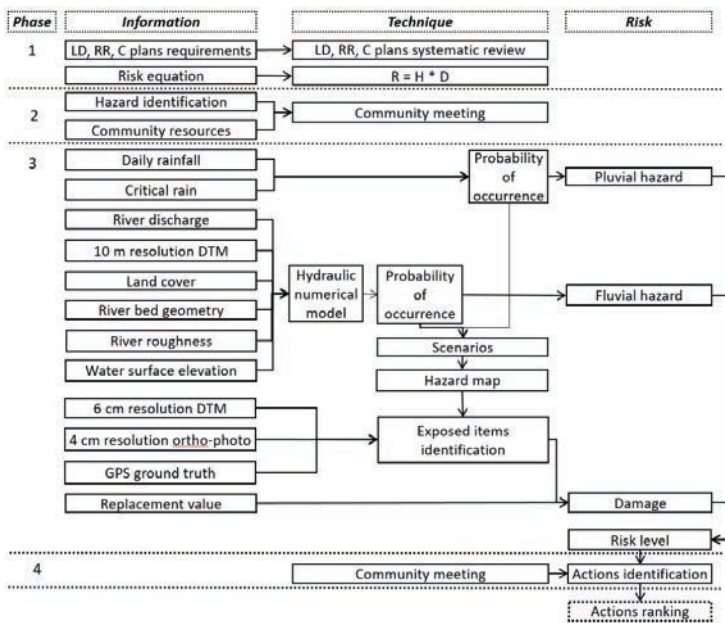 Phase Information Technique Risk
1
LD, RR, C plans requirements LD, RR, C plans systematic review
Risk equation R = H * D
2
Hazard identification
Community meeting
Community resources
3
Daily rainfall
Critical rain
Probability
of
occurrence
Pluvial hazard
River discharge
10 m resolution DTM
Land cover
River bed geometry
River roughness
Water surface elevation
Hydraulic
numerical
model
Probability
of
occurrence
Fluvial hazard
Scenarios
Hazard map
6 cm resolution DTM
4 cm resolution ortho-photo
GPS ground truth
Exposed items
identification
Replacement value Damage
Risk level
4
Community meeting Actions identification
Actions ranking